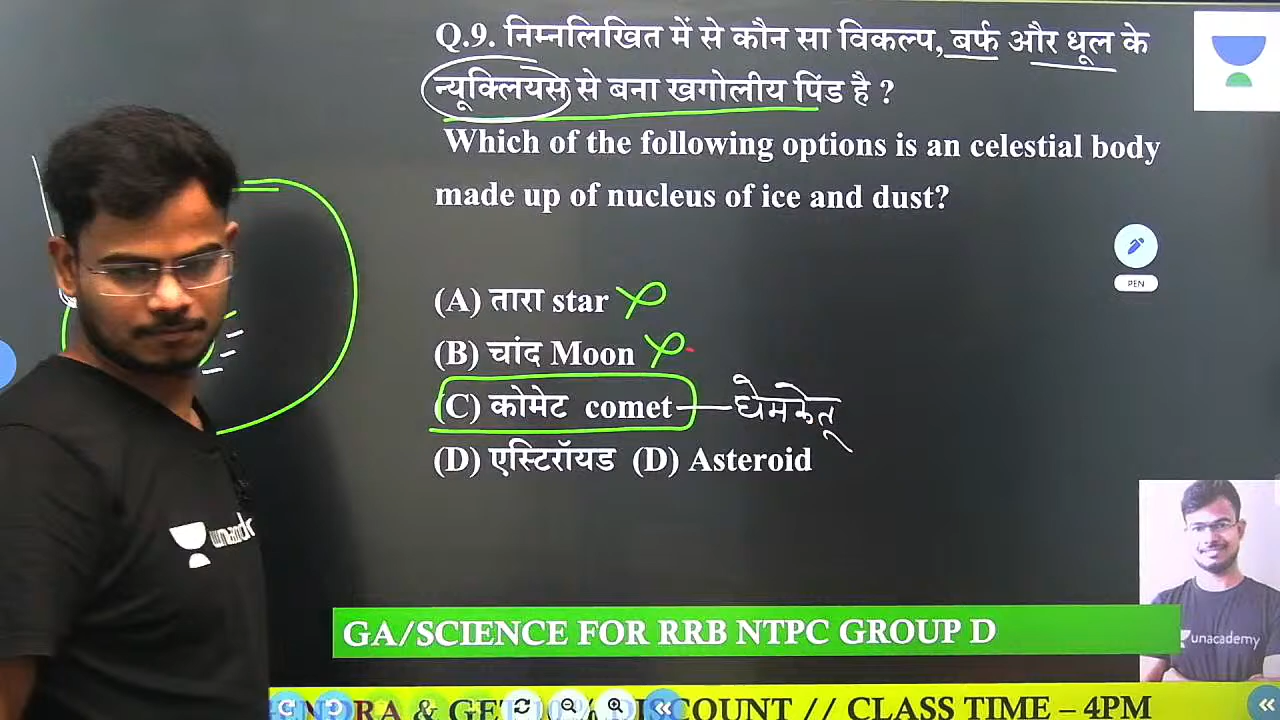 Q.9. निम्नलिखित में से कौन सा विकल्प, बर्फ और धूल के
न्यूक्लियसे से बना खगोलीय पिंड है ?
Which of the following options is an celestial body
made up of nucleus of ice and dust?
PEN
(A) तारा star
(B) चांद Moon
(C) कोमेट comet
(D) एस्टिरॉयड (D) Asteroid
unacademy
GA/SCIENCE FOR RRB NTPC GROUP D
DISCOUNT // CLASS TIME – 4PM